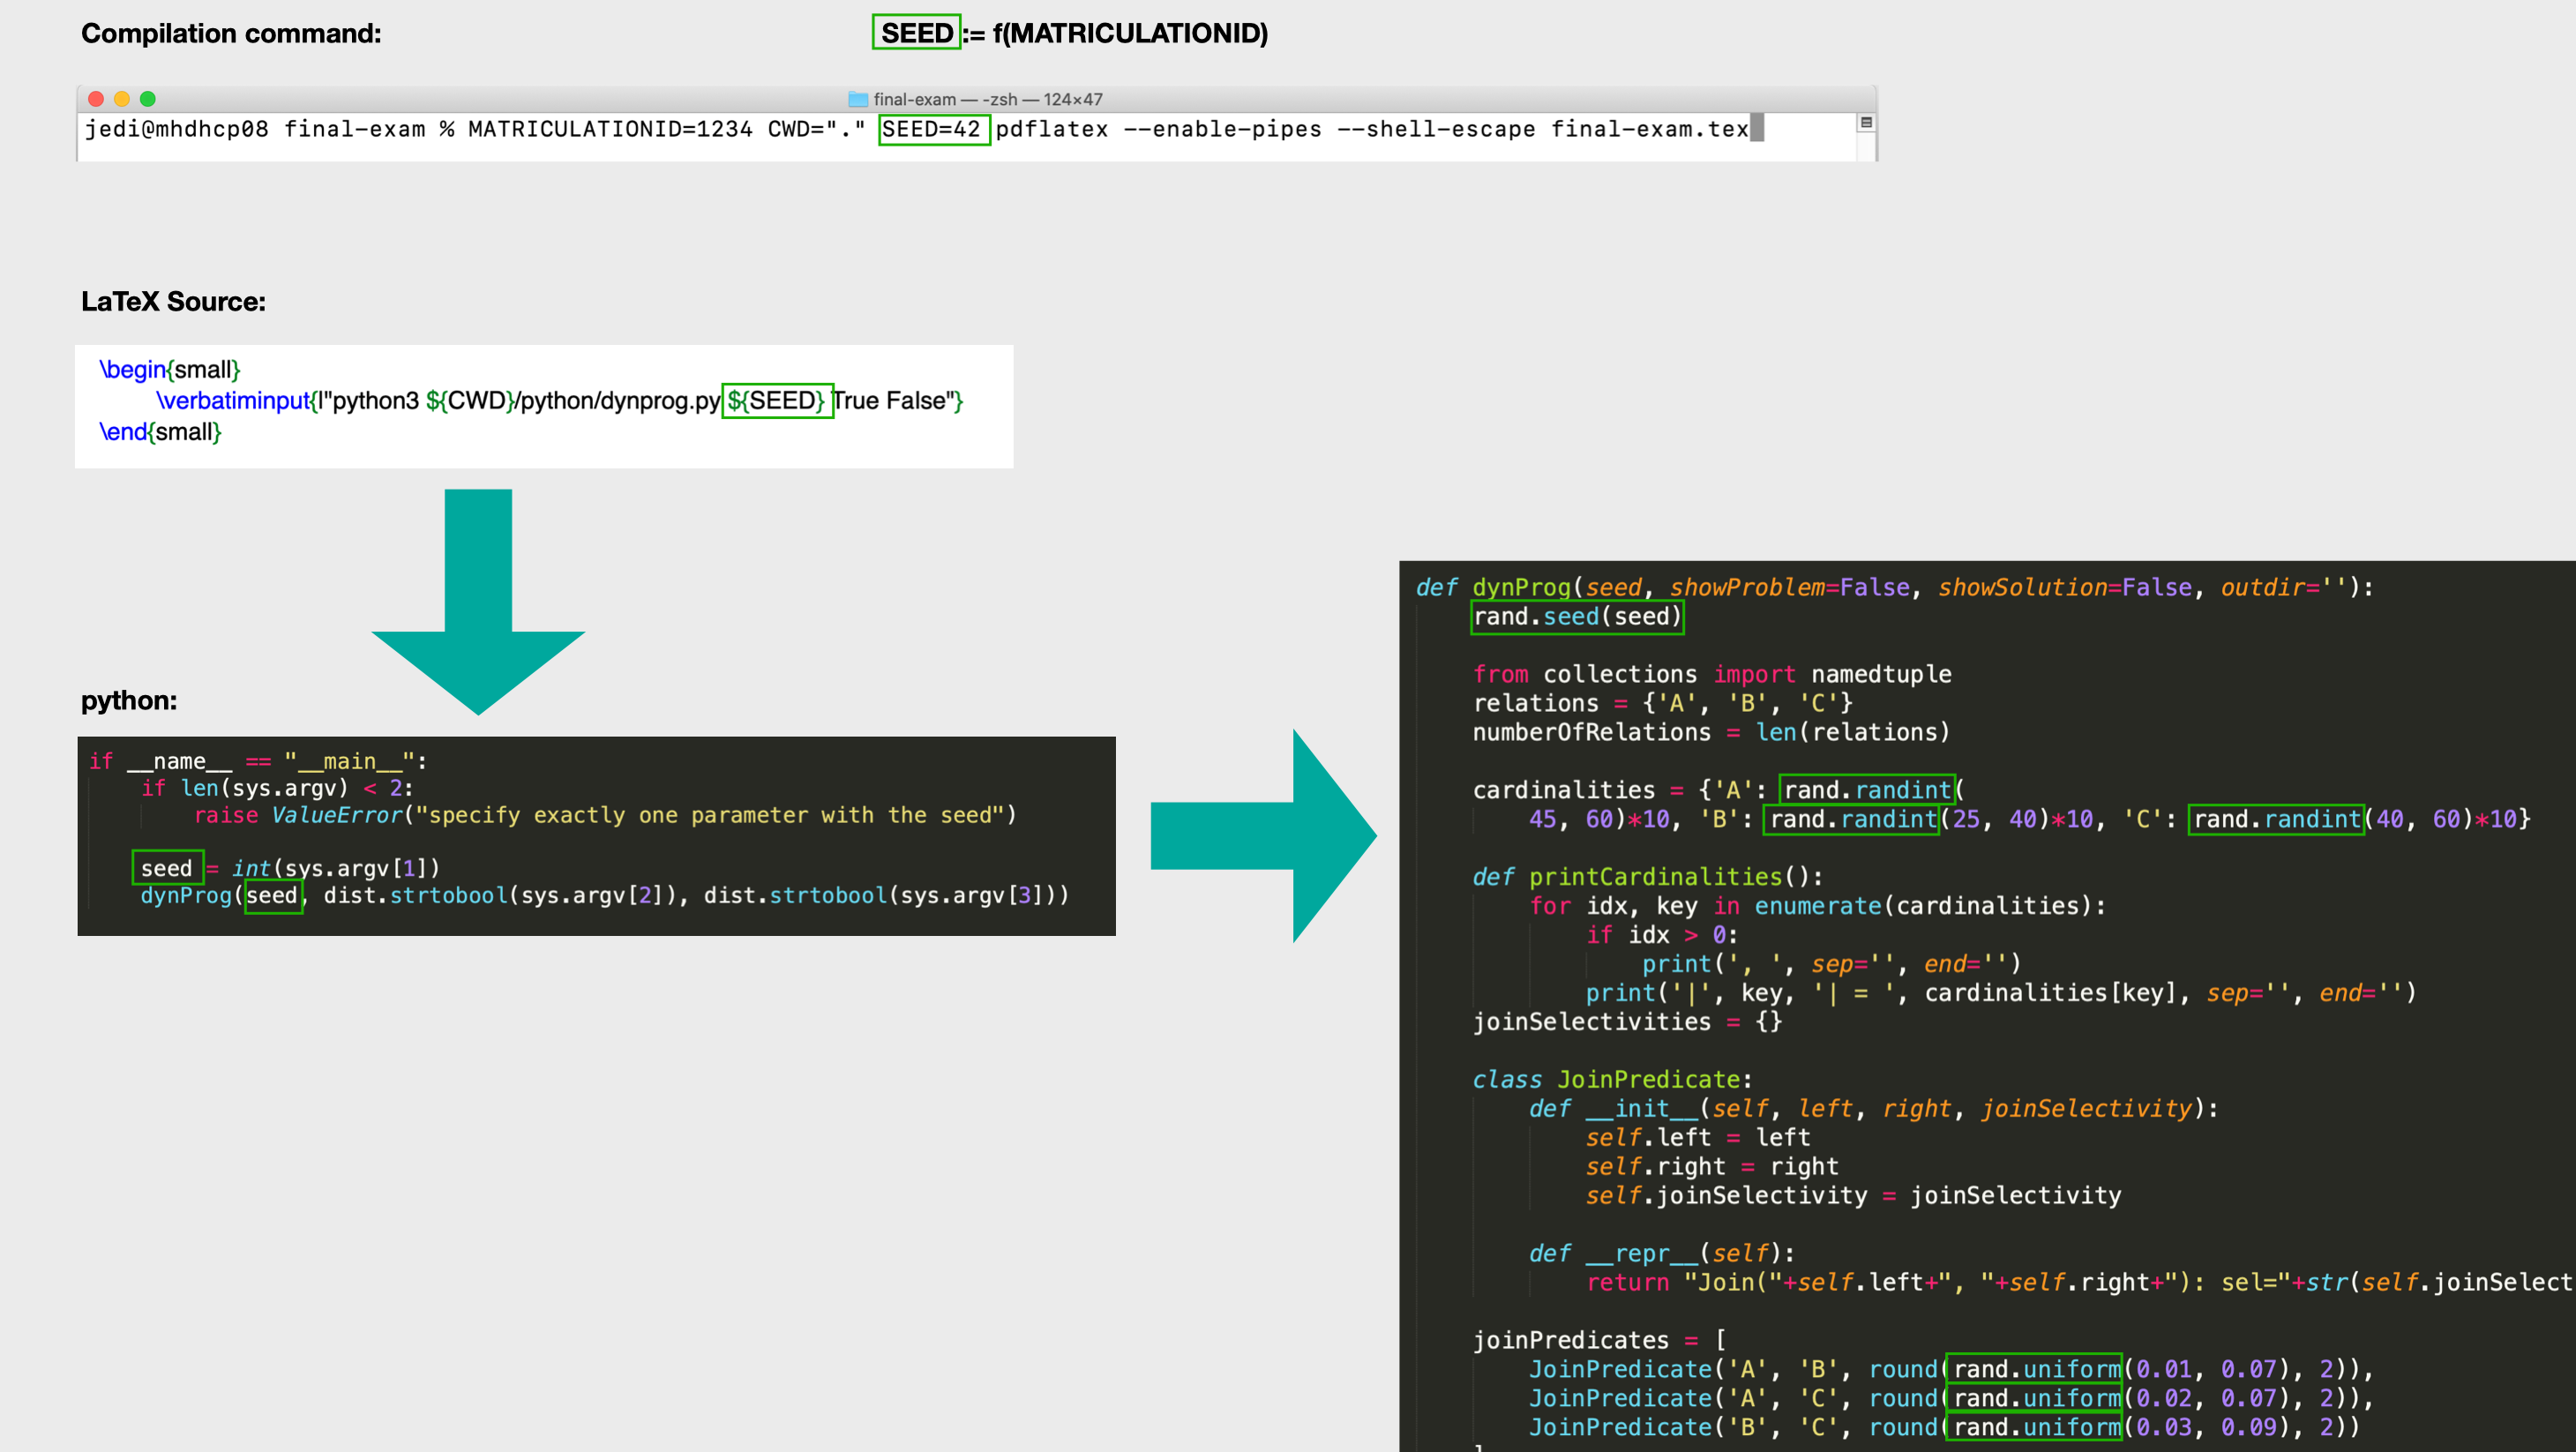 Compilation command:
SEED := f(MATRICULATIONID)
final-exam — -zsh — 124×47
jedi@mhdhcp08 final-exam % MATRICULATIONID=1234 CWD="." SEED=42 pdflatex --enable-pipes --shell-escape final-exam.tex
LaTeX Source:
\begin{small}
\verbatiminput{|"python3 ${CWD}/python/dynprog.py ${SEED} True False"}
\end{small}
python:
if __name__ == "__main__":
    if len(sys.argv) < 2:
        raise ValueError("specify exactly one parameter with the seed")
    seed = int(sys.argv[1])
    dynProg(seed, dist.strtobool(sys.argv[2]), dist.strtobool(sys.argv[3]))
def dynProg(seed, showProblem=False, showSolution=False, outdir=''):
    rand.seed(seed)
    from collections import namedtuple
    relations = {'A', 'B', 'C'}
    numberOfRelations = len(relations)
    cardinalities = {'A': rand.randint(
        45, 60)*10, 'B': rand.randint(25, 40)*10, 'C': rand.randint(40, 60)*10}
    def printCardinalities():
        for idx, key in enumerate(cardinalities):
            if idx > 0:
                print(', ', sep='', end='')
            print('|', key, '| = ', cardinalities[key], sep='', end='')
    joinSelectivities = {}
    class JoinPredicate:
        def __init__(self, left, right, joinSelectivity):
            self.left = left
            self.right = right
            self.joinSelectivity = joinSelectivity
        def __repr__(self):
            return "Join("+self.left+", "+self.right+"): sel="+str(self.joinSelect
    joinPredicates = [
        JoinPredicate('A', 'B', round(rand.uniform(0.01, 0.07), 2)),
        JoinPredicate('A', 'C', round(rand.uniform(0.02, 0.07), 2)),
        JoinPredicate('B', 'C', round(rand.uniform(0.03, 0.09), 2))